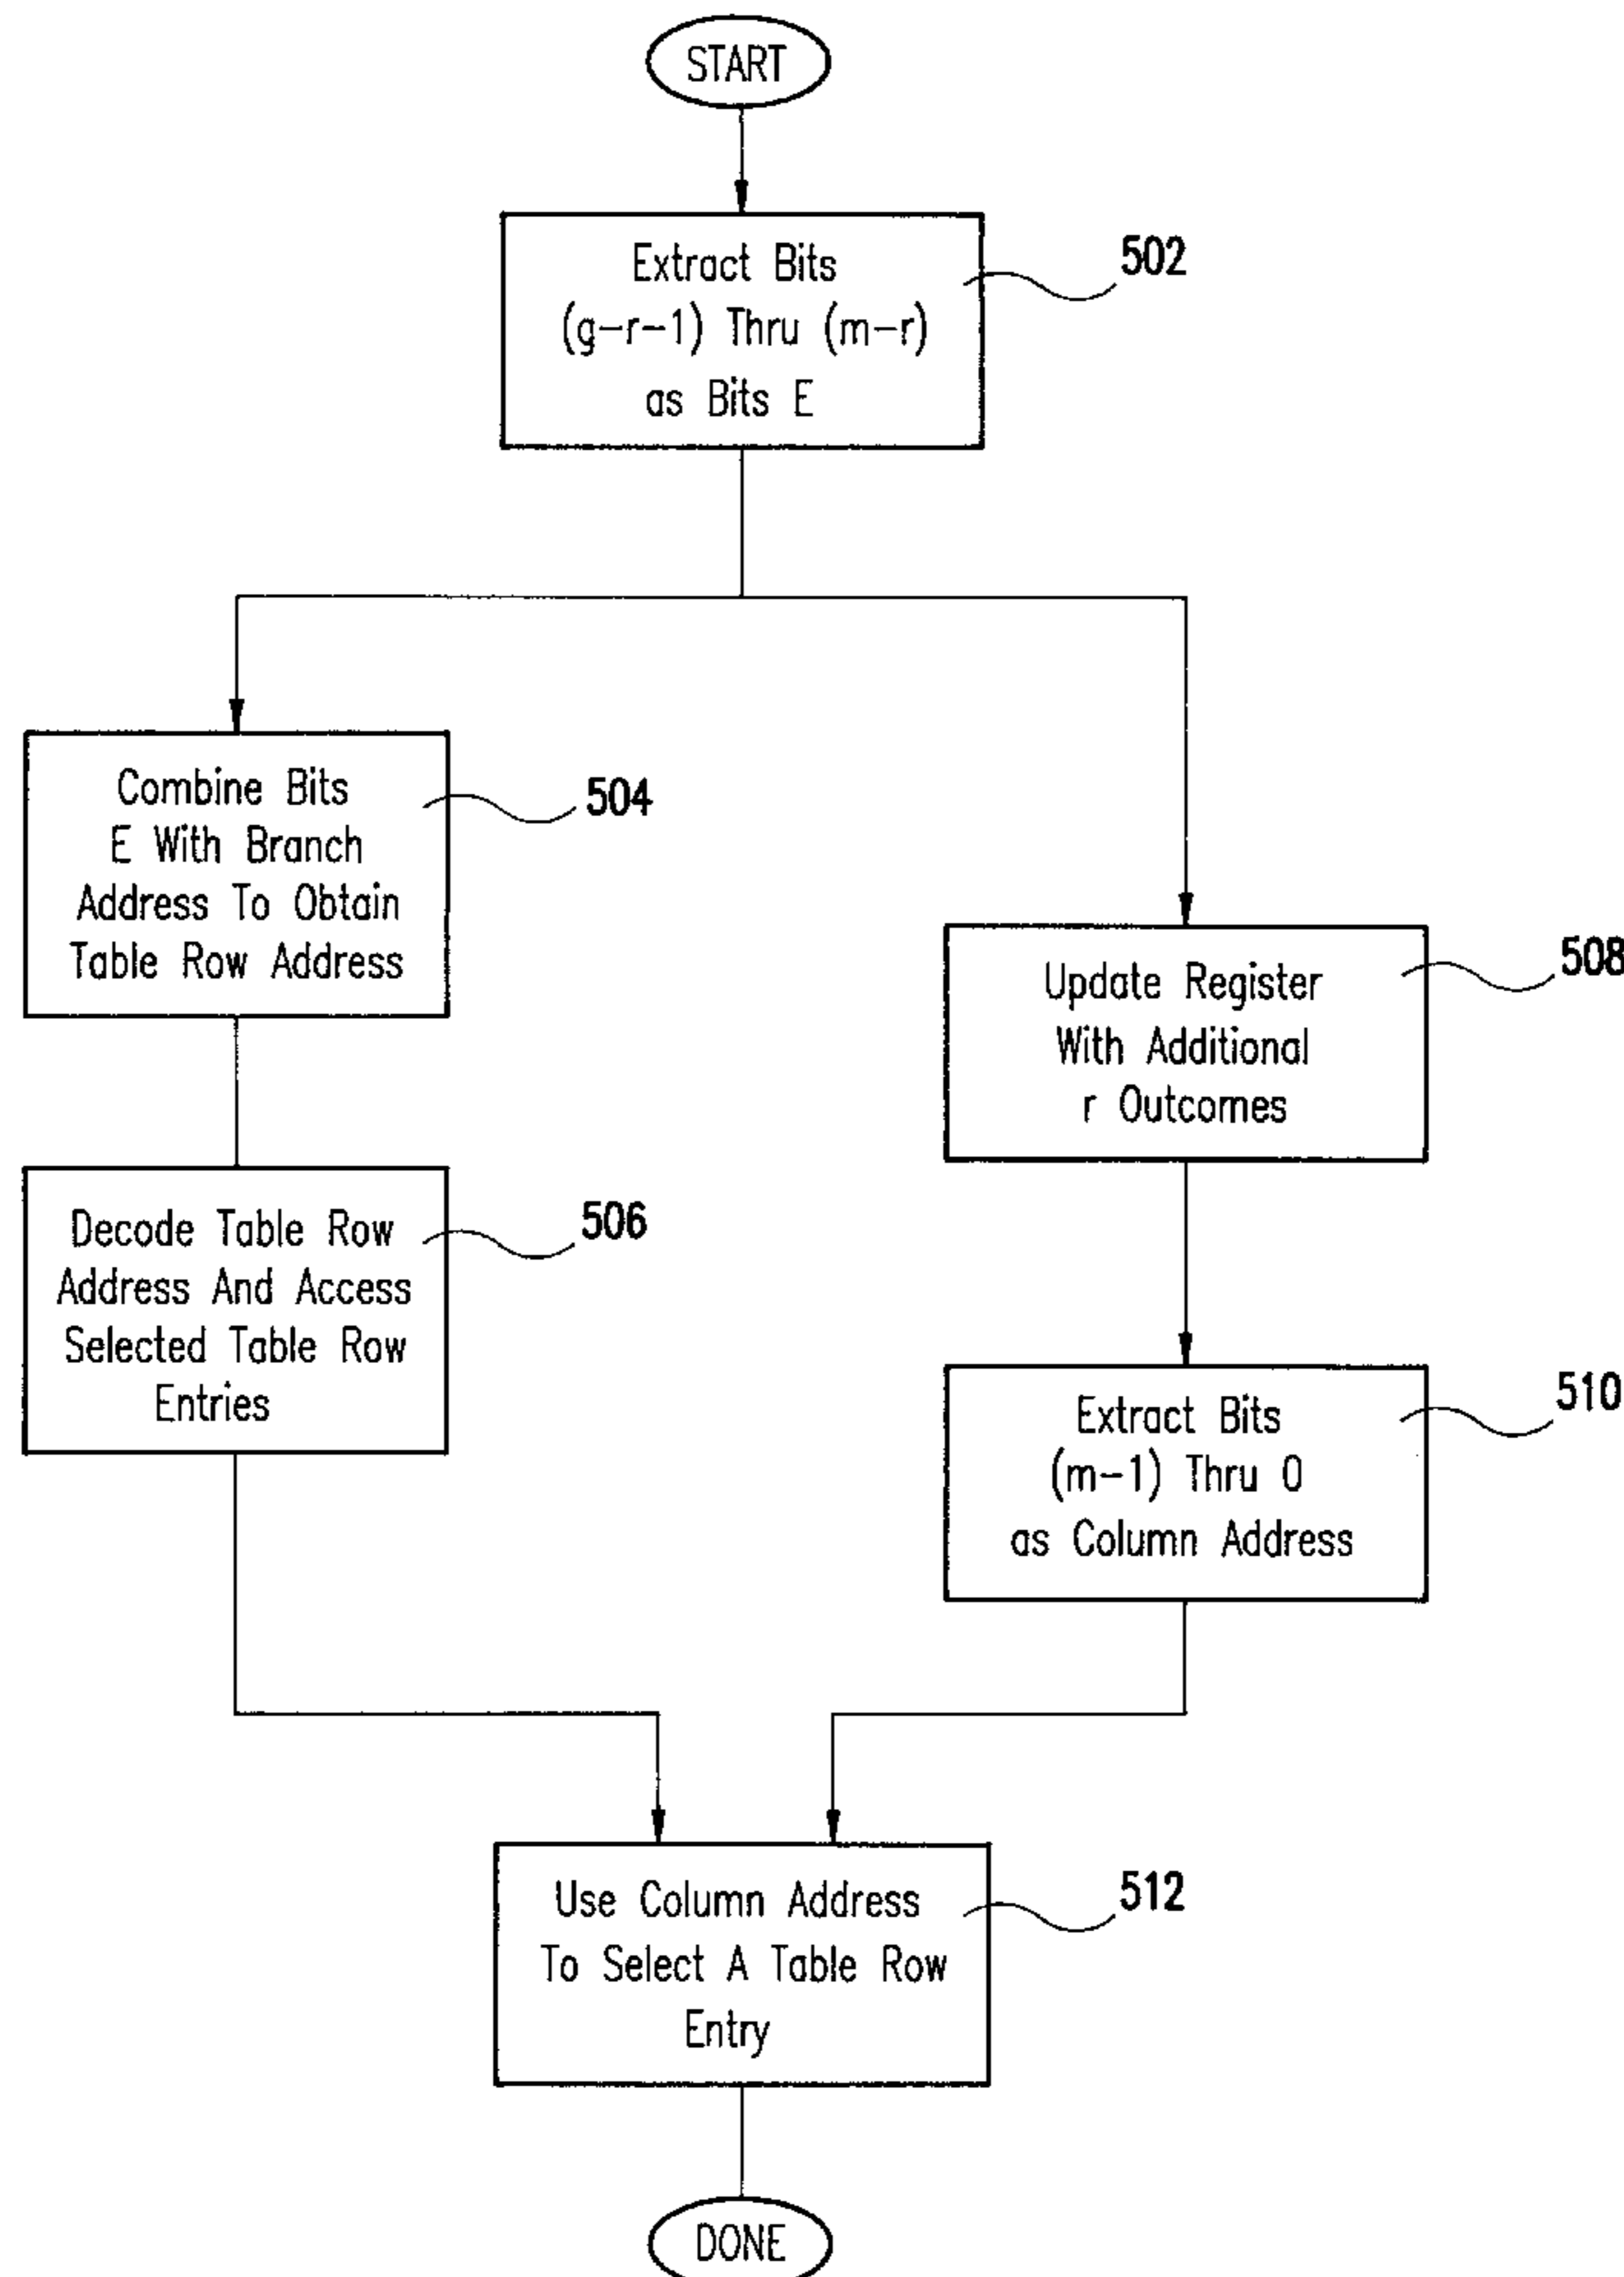 START
Extract Bits
(g-r-1) Thru (m-r)
as Bits E
502
Combine Bits
E With Branch
Address To Obtain
Table Row Address
504
Update Register
With Additional
r Outcomes
508
Decode Table Row
Address And Access
Selected Table Row
Entries
506
Extract Bits
(m-1) Thru 0
as Column Address
510
Use Column Address
To Select A Table Row
Entry
512
DONE